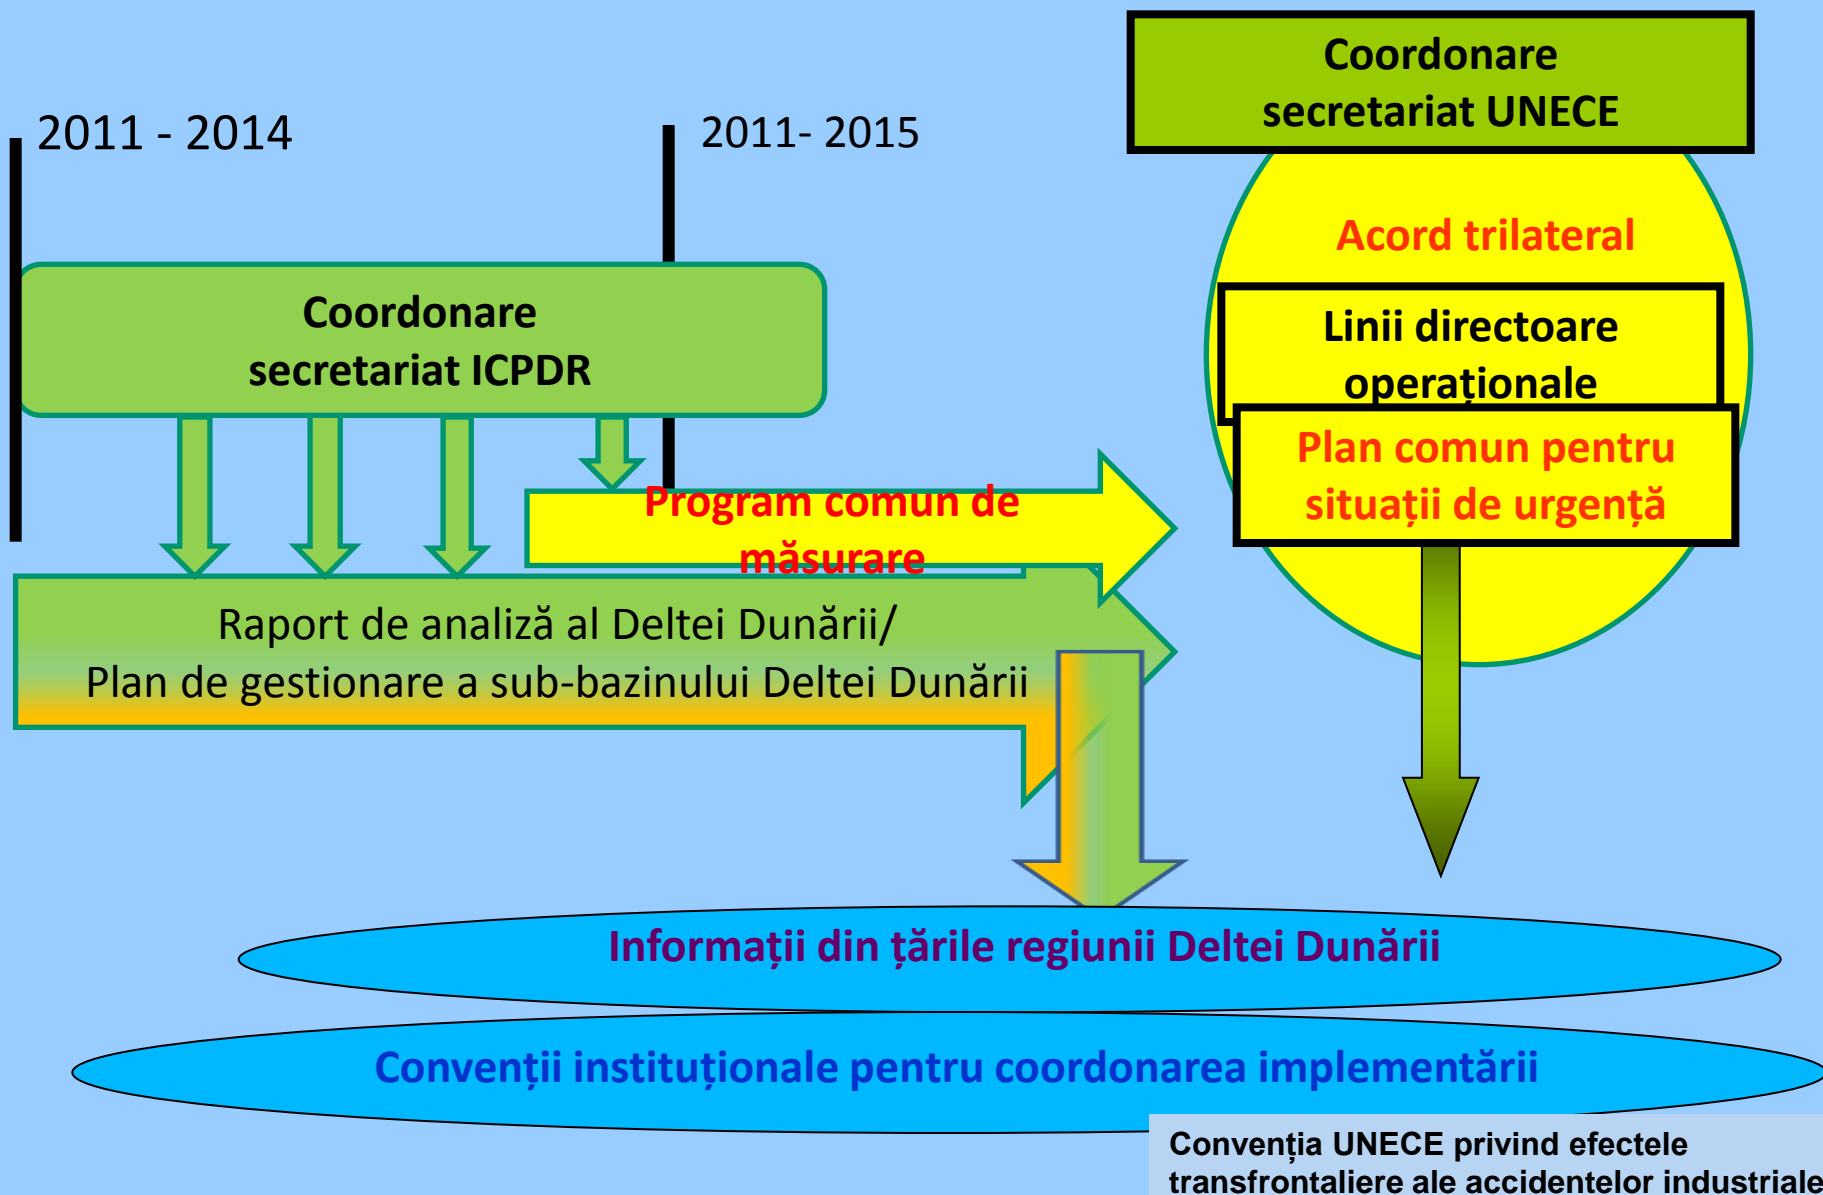 2011 - 2014
2011- 2015
Coordonare
secretariat UNECE
Acord trilateral
Coordonare
secretariat ICPDR
Linii directoare
operaționale
Plan comun pentru
situații de urgență
Program comun de
măsurare
Raport de analiză al Deltei Dunării/
Plan de gestionare a sub-bazinului Deltei Dunării
Informații din țările regiunii Deltei Dunării
Convenții instituționale pentru coordonarea implementării
Convenția UNECE privind efectele
transfrontaliere ale accidentelor industriale